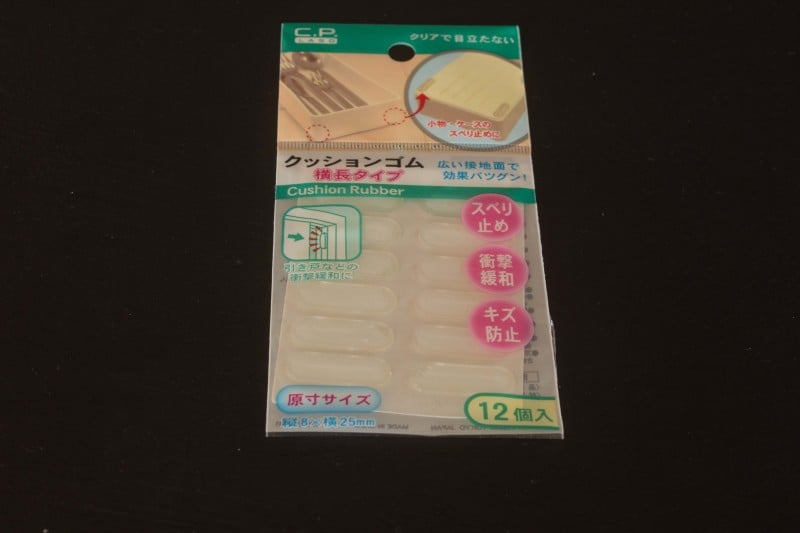 C.P.
LABO
クリアで目立たない
小物・ケースの
スベリ止めに
クッションゴム
横長タイプ
Cushion Rubber
広い接地面で
効果バツグン!
スベリ
止め
衝撃
緩和
キズ
防止
引き戸などの
衝撃緩和に
原寸サイズ
縦8×横25mm
12個入